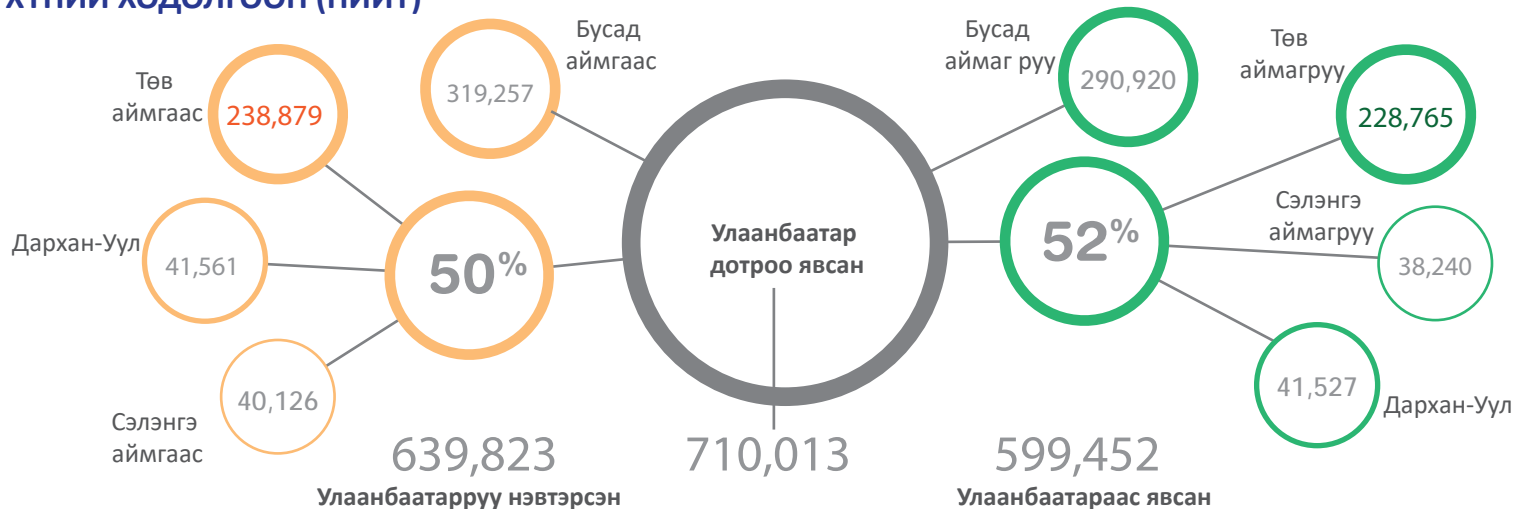 ХӨДӨЛГӨӨН (НИЙТ)
Төв
аймгаас
238,879
Бусад
аймгаас
319,257
Дархан-Уул
41,561
50%
Сэлэнгэ
аймгаас
40,126
639,823
Улаанбаатарруу нэвтэрсэн
Улаанбаатар
дотроо явсан
710,013
Бусад
аймаг руу
290,920
Төв
аймагруу
228,765
52%
Сэлэнгэ
аймагруу
38,240
41,527
Дархан-Уул
599,452
Улаанбаатараас явсан